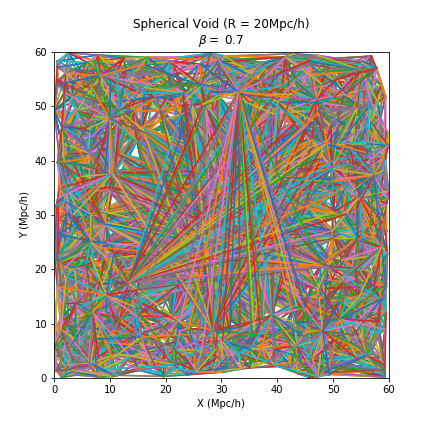 Spherical Void (R = 20Mpc/h)
β = 0.7
60
50
40
30
20
10
0
Y (Mpc/h)
0 10 20 30 40 50 60
X (Mpc/h)